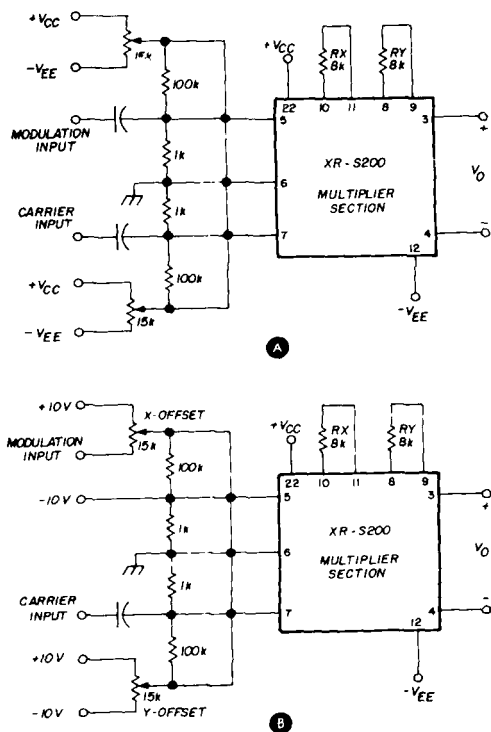 +VCC
-VEE
15k
100k
MODULATION
INPUT
1k
1k
CARRIER
INPUT
100k
+VCC
-VEE
15k
+VCC
RX
8k
RY
8k
22
10
11
8
9
5
3
+
XR-S200
VO
6
MULTIPLIER
SECTION
7
4
-
12
-VEE
A
+10V
X-OFFSET
MODULATION
INPUT
15k
100k
-10V
1k
1k
CARRIER
INPUT
100k
+10V
15k
-10V
Y-OFFSET
+VCC
RX
8k
RY
8k
22
10
11
8
9
5
3
+
XR-S200
VO
6
MULTIPLIER
SECTION
7
4
-
12
-VEE
B